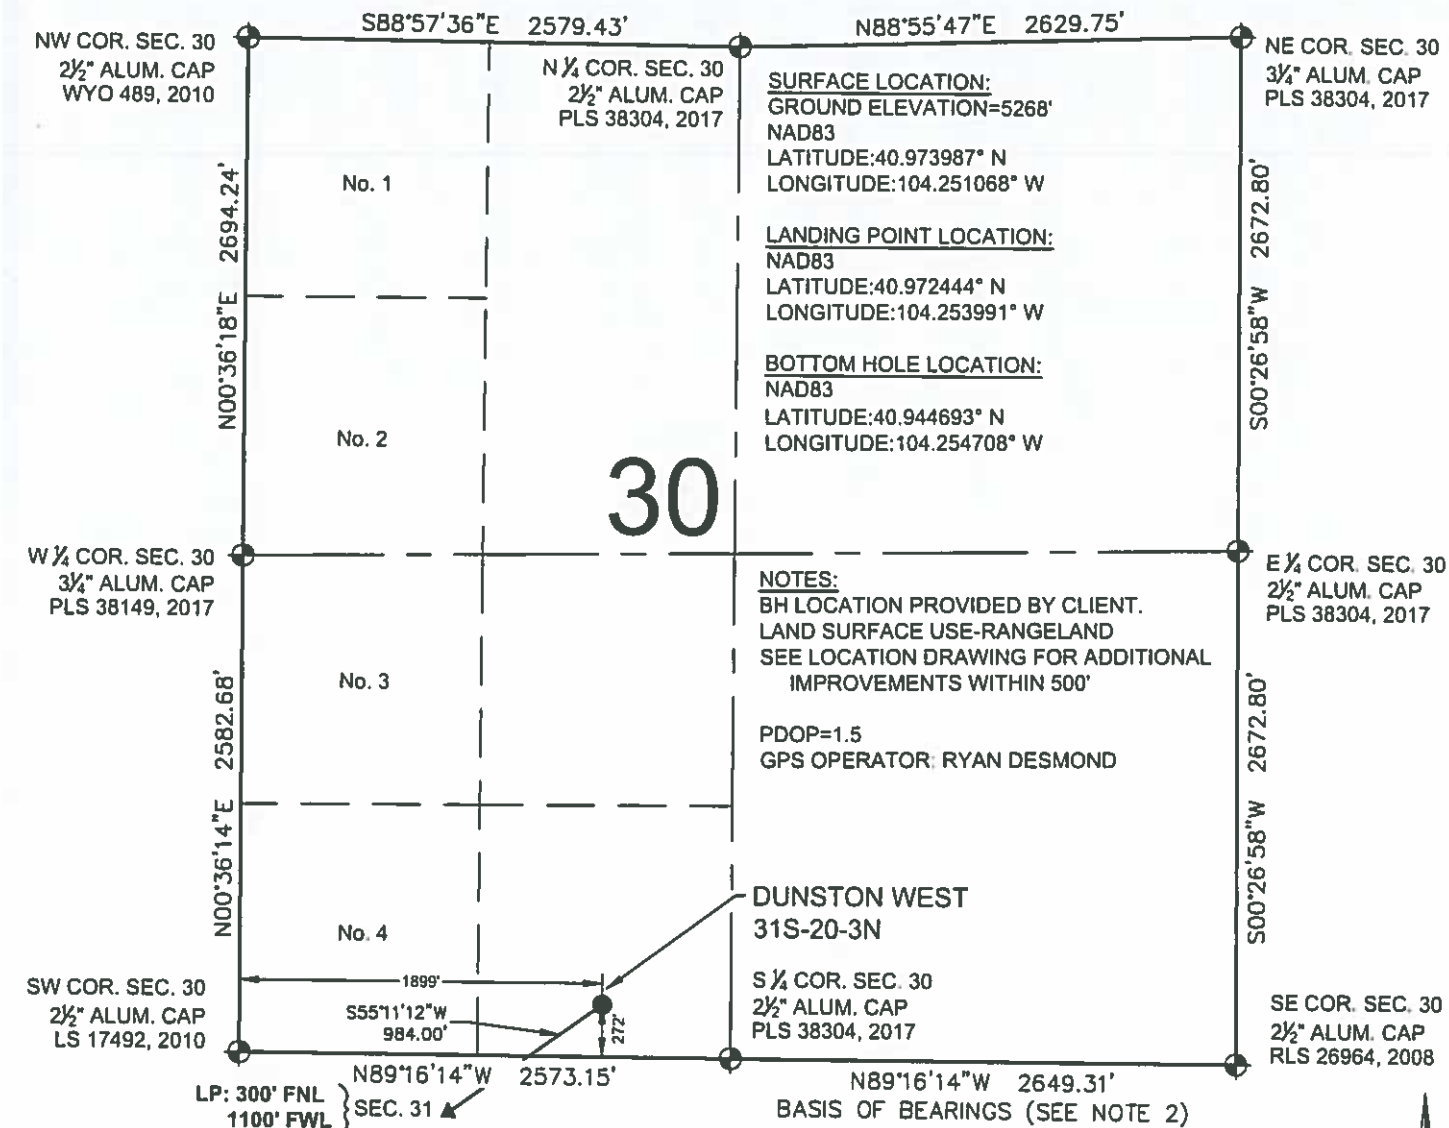 S88°57'36"E 2579.43'
N88°55'47"E 2629.75'
NW COR. SEC. 30
2½" ALUM. CAP
WYO 489, 2010
N ¼ COR. SEC. 30
2½" ALUM. CAP
PLS 38304, 2017
NE COR. SEC. 30
3¼" ALUM. CAP
PLS 38304, 2017
SURFACE LOCATION:
GROUND ELEVATION=5268'
NAD83
LATITUDE:40.973987° N
LONGITUDE:104.251068° W
LANDING POINT LOCATION:
NAD83
LATITUDE:40.972444° N
LONGITUDE:104.253991° W
BOTTOM HOLE LOCATION:
NAD83
LATITUDE:40.944693° N
LONGITUDE:104.254708° W
N00°36'18"E 2694.24'
No. 1
No. 2
30
S00°26'58"W 2672.80'
W ¼ COR. SEC. 30
3¼" ALUM. CAP
PLS 38149, 2017
E ¼ COR. SEC. 30
2½" ALUM. CAP
PLS 38304, 2017
NOTES:
BH LOCATION PROVIDED BY CLIENT.
LAND SURFACE USE-RANGELAND
SEE LOCATION DRAWING FOR ADDITIONAL
IMPROVEMENTS WITHIN 500'
PDOP=1.5
GPS OPERATOR: RYAN DESMOND
N00°36'14"E 2582.68'
No. 3
No. 4
S00°26'58"W 2672.80'
DUNSTON WEST
31S-20-3N
1899'
S55°11'12"W
984.00'
272'
SW COR. SEC. 30
2½" ALUM. CAP
LS 17492, 2010
S ¼ COR. SEC. 30
2½" ALUM. CAP
PLS 38304, 2017
SE COR. SEC. 30
2½" ALUM. CAP
RLS 26964, 2008
N89°16'14"W 2573.15'
N89°16'14"W 2649.31'
BASIS OF BEARINGS (SEE NOTE 2)
LP: 300' FNL
1100' FWL
SEC. 31